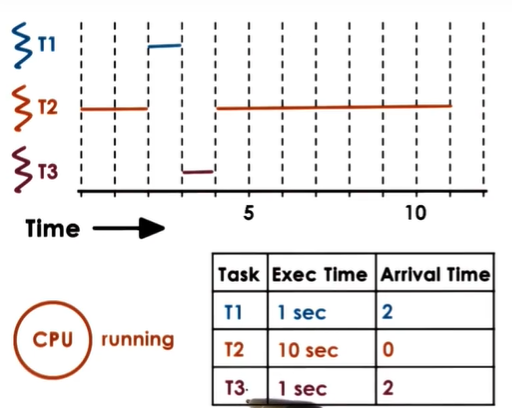 T1
T2
T3
5 10
Time
Task Exec Time Arrival Time
T1 1 sec 2
T2 10 sec 0
T3 1 sec 2
CPU running